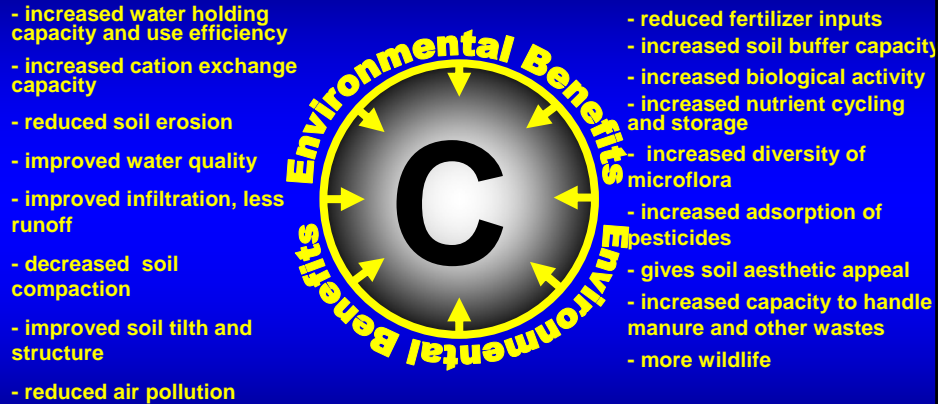 - increased water holding
capacity and use efficiency
- increased cation exchange
capacity
- reduced soil erosion
- improved water quality
- improved infiltration, less
runoff
- decreased soil
compaction
- improved soil tilth and
structure
- reduced air pollution
Environmental Benefits
C
Environmental Benefits
- reduced fertilizer inputs
- increased soil buffer capacity
- increased biological activity
- increased nutrient cycling
and storage
- increased diversity of
microflora
- increased adsorption of
pesticides
- gives soil aesthetic appeal
- increased capacity to handle
manure and other wastes
- more wildlife